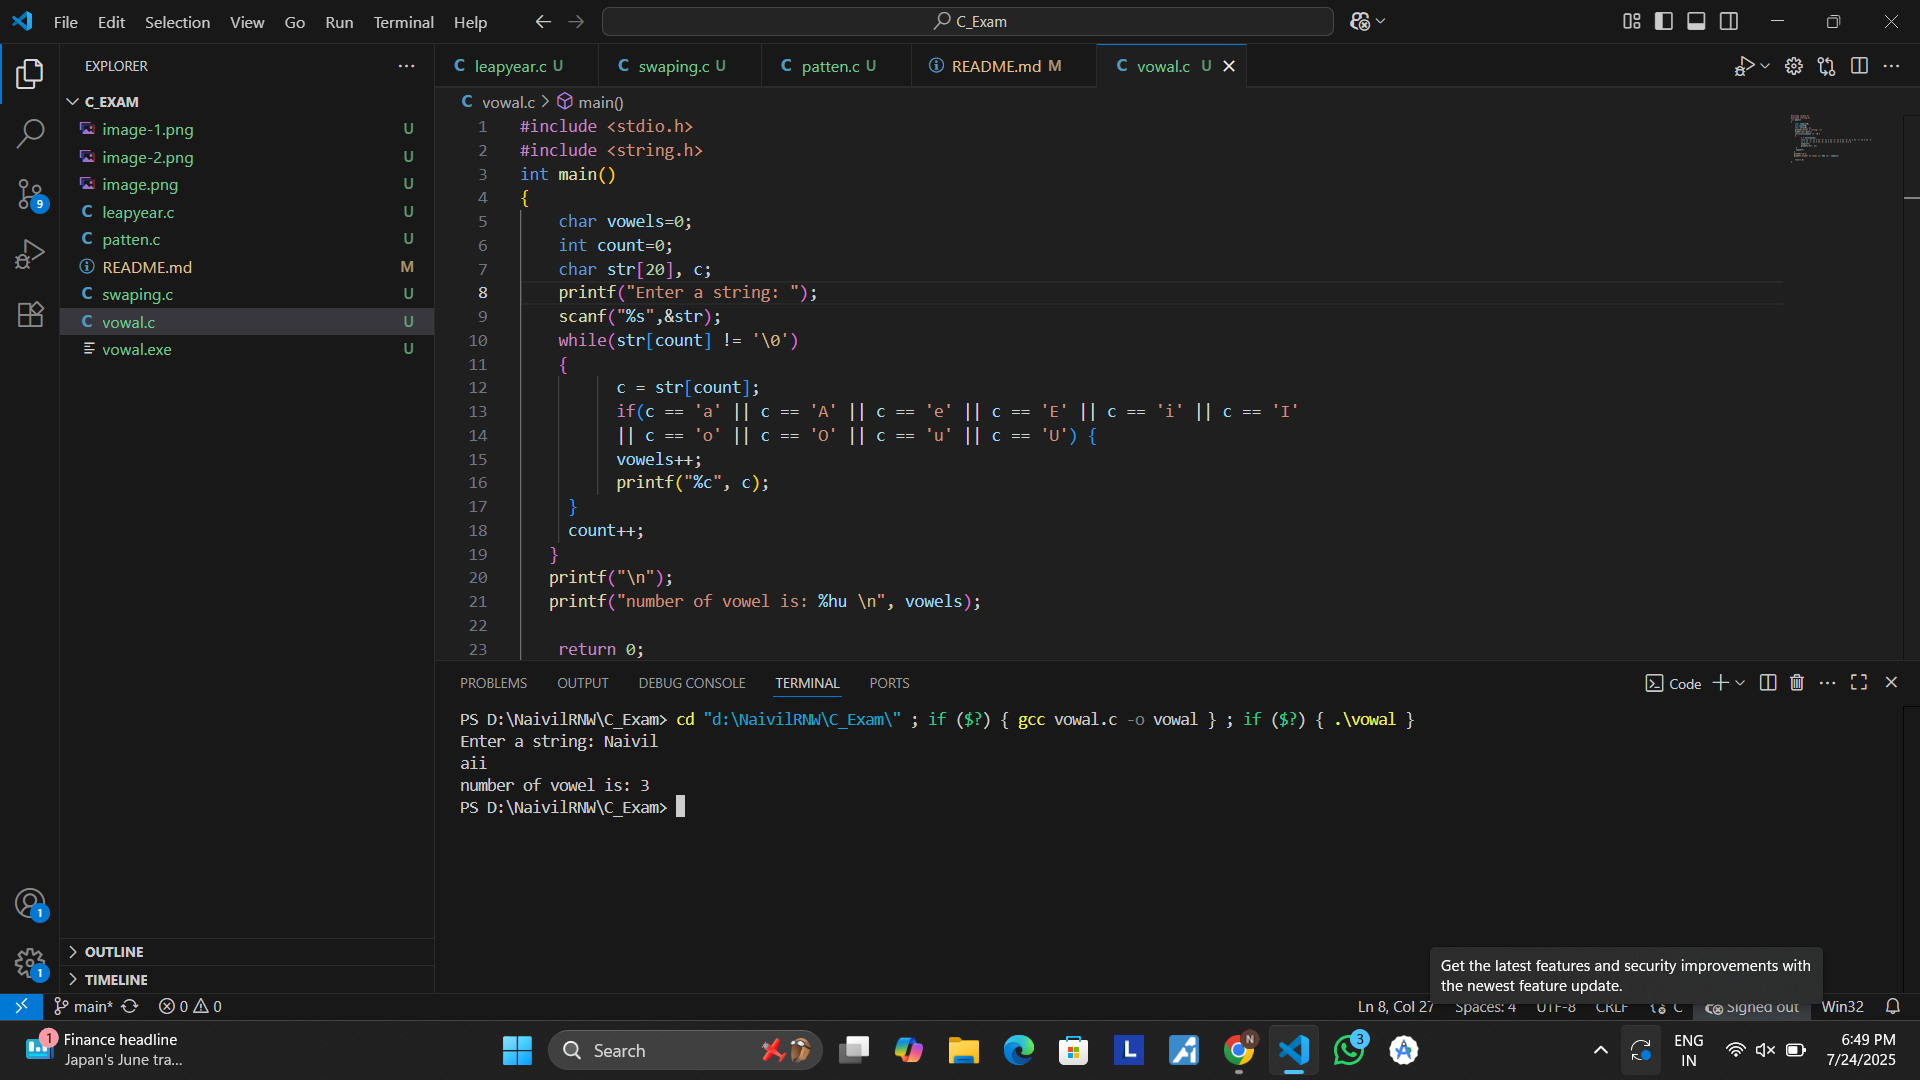 File Edit Selection View Go Run Terminal Help
C_Exam
EXPLORER
C_EXAM
image-1.png U
image-2.png U
image.png U
C leapyear.c U
C patten.c U
README.md M
C swaping.c U
C vowal.c U
vowal.exe U
OUTLINE
TIMELINE
9
1
1
C leapyear.c U C swaping.c U C patten.c U README.md M C vowal.c U
C vowal.c > main()
1 #include <stdio.h>
2 #include <string.h>
3 int main()
4 {
5 char vowels=0;
6 int count=0;
7 char str[20], c;
8 printf("Enter a string: ");
9 scanf("%s",&str);
10 while(str[count] != '\0')
11 {
12 c = str[count];
13 if(c == 'a' || c == 'A' || c == 'e' || c == 'E' || c == 'i' || c == 'I'
14 || c == 'o' || c == 'O' || c == 'u' || c == 'U') {
15 vowels++;
16 printf("%c", c);
17 }
18 count++;
19 }
20 printf("\n");
21 printf("number of vowel is: %hu \n", vowels);
22
23 return 0;
PROBLEMS OUTPUT DEBUG CONSOLE TERMINAL PORTS
Code
PS D:\NaivilRNW\C_Exam> cd "d:\NaivilRNW\C_Exam\" ; if ($?) { gcc vowal.c -o vowal } ; if ($?) { .\vowal }
Enter a string: Naivil
aii
number of vowel is: 3
PS D:\NaivilRNW\C_Exam>
Get the latest features and security improvements with
the newest feature update.
main* 0 0
Ln 8, Col 27 Spaces: 4 UTF-8 CRLF C Signed out Win32
1
Finance headline
Japan's June tra...
Search
L
N
3
ENG
IN
6:49 PM
7/24/2025